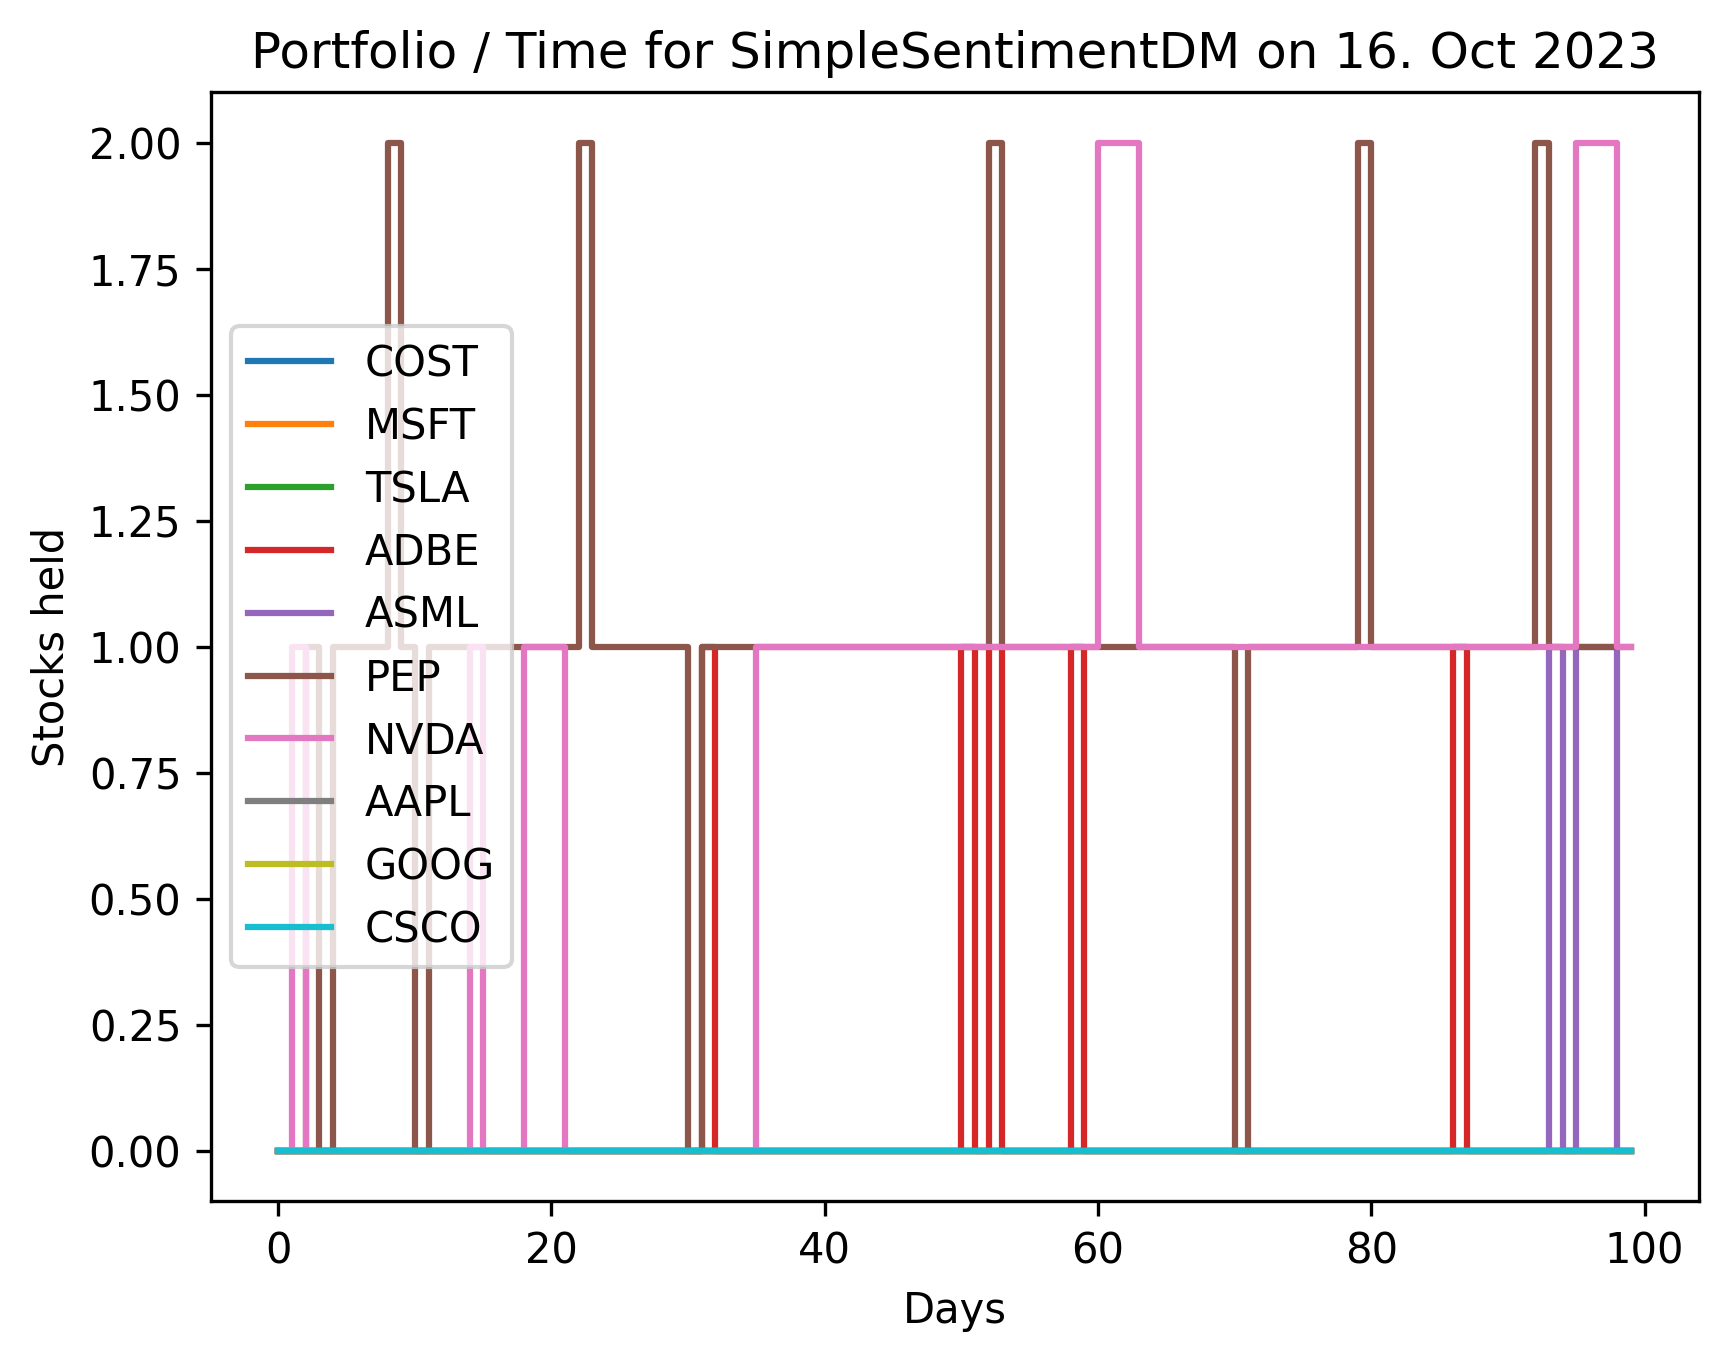 Portfolio / Time for SimpleSentimentDM on 16. Oct 2023
2.00
1.75
1.50
1.25
1.00
0.75
0.50
0.25
0.00
Stocks held
COST
MSFT
TSLA
ADBE
ASML
PEP
NVDA
AAPL
GOOG
CSCO
0 20 40 60 80 100
Days